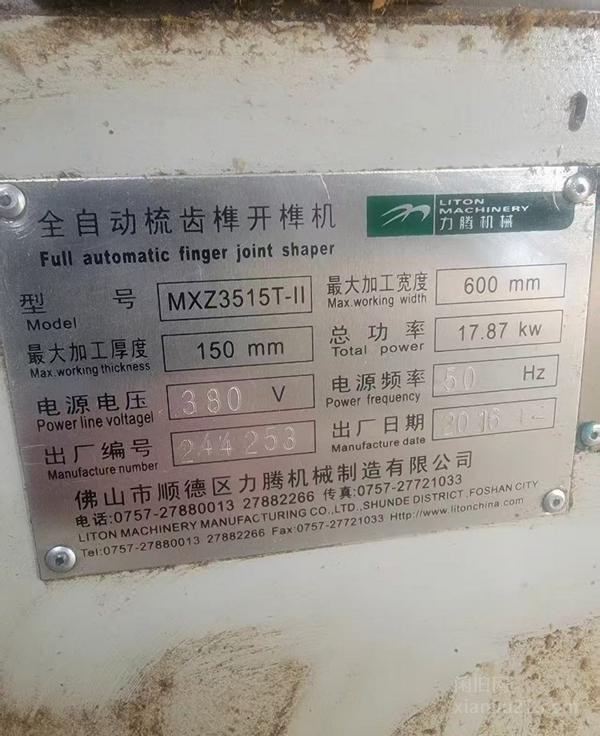 全自动梳齿榫开榫机
Full automatic finger joint shaper
LITON
MACHINERY
力腾机械
型 号 MXZ3515T-II 最大加工宽度 600 mm
Model Max.working width
最大加工厚度 150 mm 总功率 17.87 kw
Max.working thickness Total power
电源电压 380 V 电源频率 50 Hz
Power line voltagel Power frequency
出厂编号 244253 出厂日期 2016
Manufacture number Manufacture date
佛山市顺德区力腾机械制造有限公司
电话:0757-27880013 27882266 传真:0757-27721033
LITON MACHINERY MANUFACTURING CO.,LTD.,SHUNDE DISTRICT,FOSHAN CITY
Tel:0757-27880013 27882266 Fax:0757-27721033 Http://www.litonchina.com